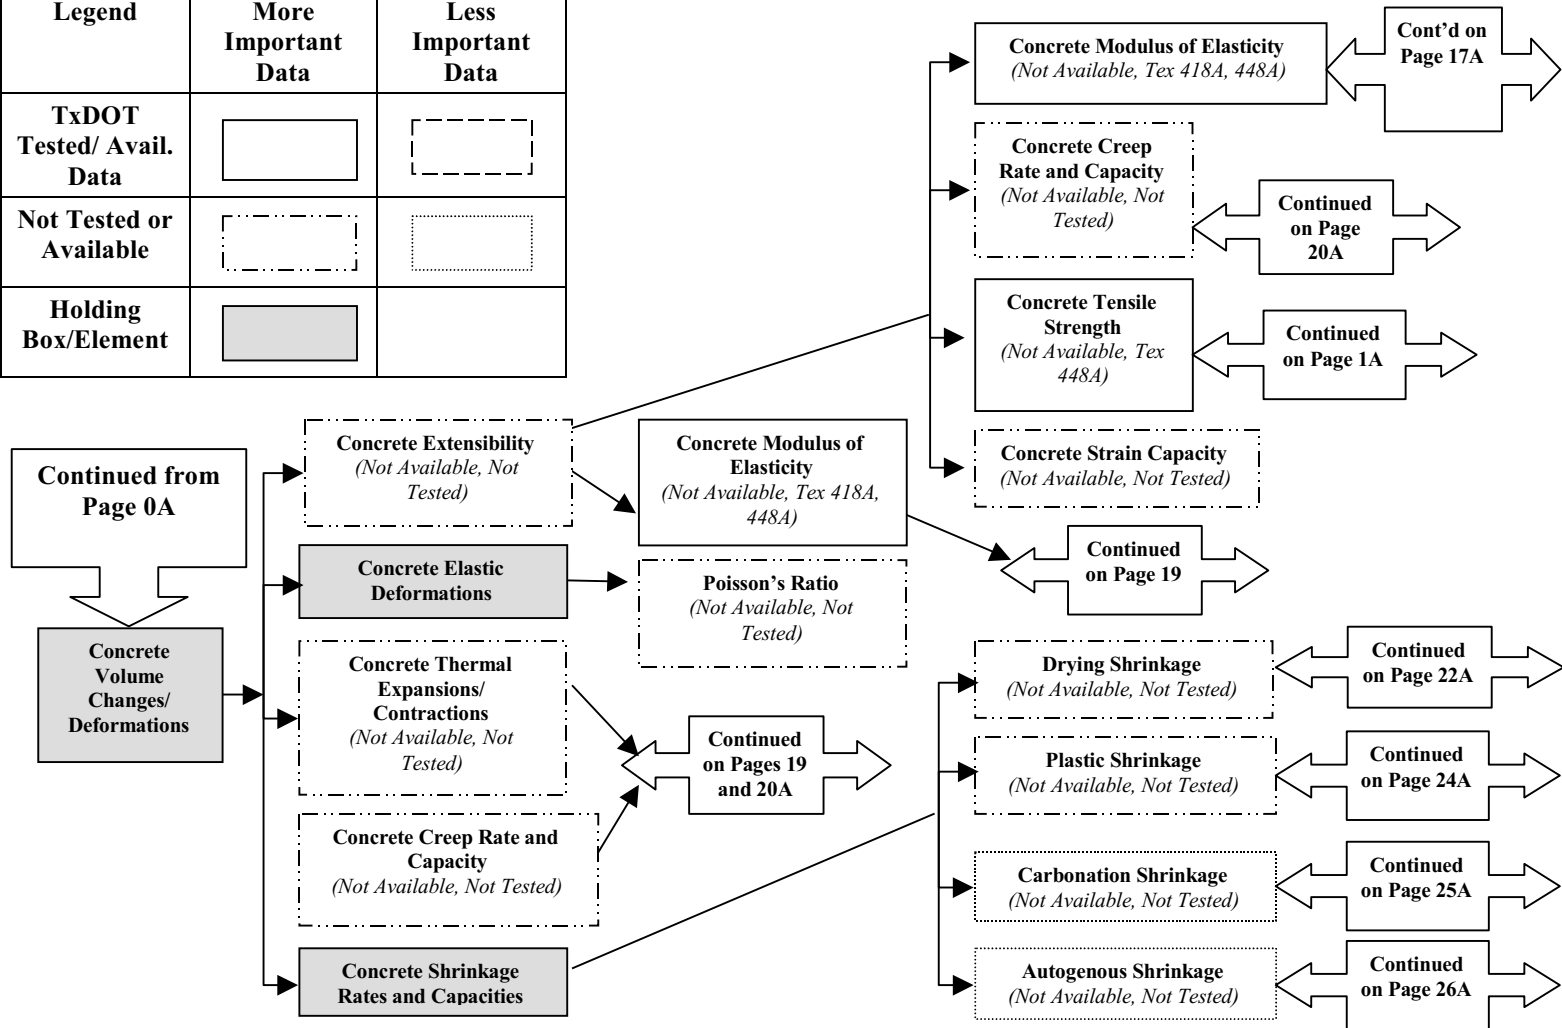 Legend
More
Important
Data
Less
Important
Data
TxDOT
Tested/ Avail.
Data
Not Tested or
Available
Holding
Box/Element
Concrete Modulus of Elasticity
(Not Available, Tex 418A, 448A)
Cont’d on
Page 17A
Concrete Creep
Rate and Capacity
(Not Available, Not
Tested)
Continued
on Page
20A
Concrete Tensile
Strength
(Not Available, Tex
448A)
Continued
on Page 1A
Concrete Strain Capacity
(Not Available, Not Tested)
Continued from
Page 0A
Concrete Extensibility
(Not Available, Not
Tested)
Concrete Modulus of
Elasticity
(Not Available, Tex 418A,
448A)
Continued
on Page 19
Concrete Elastic
Deformations
Poisson’s Ratio
(Not Available, Not
Tested)
Concrete
Volume
Changes/
Deformations
Concrete Thermal
Expansions/
Contractions
(Not Available, Not
Tested)
Continued
on Pages 19
and 20A
Concrete Creep Rate and
Capacity
(Not Available, Not Tested)
Concrete Shrinkage
Rates and Capacities
Drying Shrinkage
(Not Available, Not Tested)
Continued
on Page 22A
Plastic Shrinkage
(Not Available, Not Tested)
Continued
on Page 24A
Carbonation Shrinkage
(Not Available, Not Tested)
Continued
on Page 25A
Autogenous Shrinkage
(Not Available, Not Tested)
Continued
on Page 26A